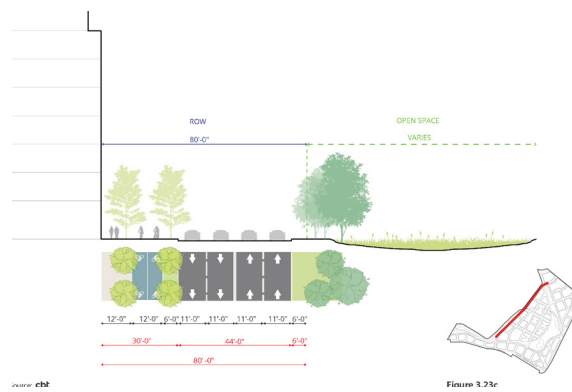 ROW
80'-0"
OPEN SPACE
VARIES
12'-0" 12'-0" 6'-0" 11'-0" 11'-0" 11'-0" 11'-0" 6'-0"
30'-0" 44'-0" 6'-0"
80'-0"
Source: cbt
Figure 3.23c